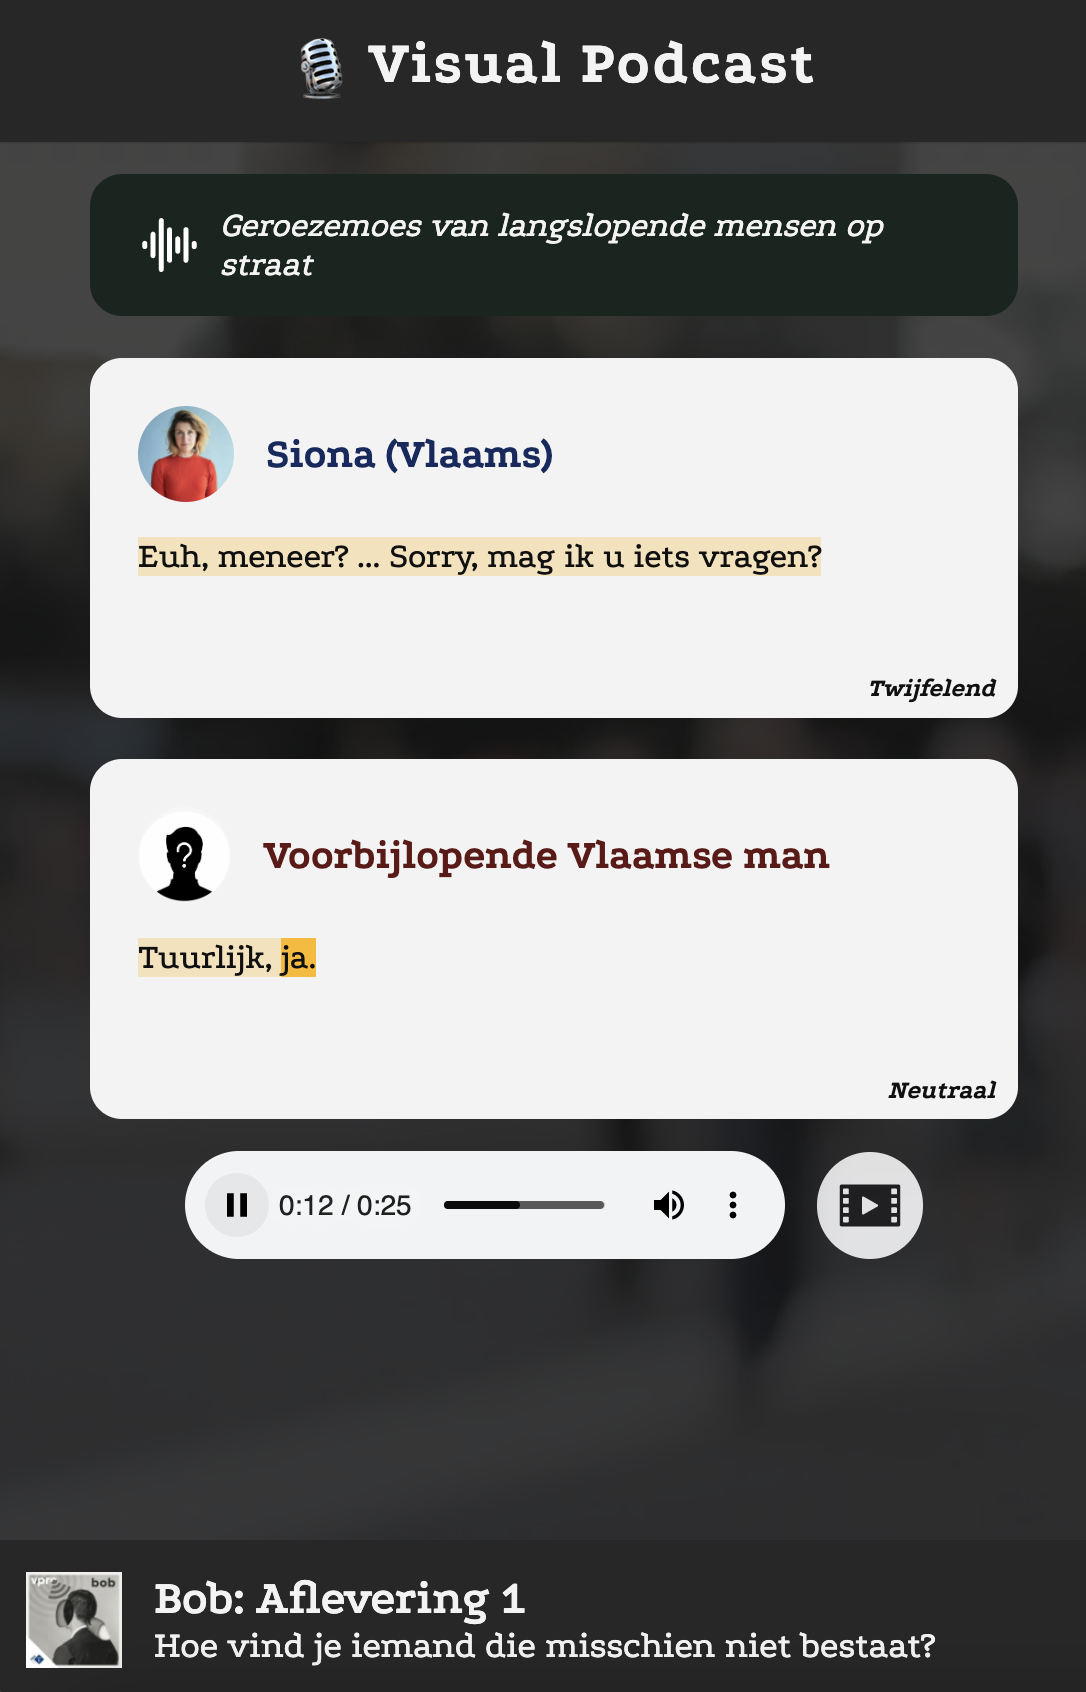 Visual Podcast
Geroezemoes van langslopende mensen op
straat
Siona (Vlaams)
Euh, meneer? ... Sorry, mag ik u iets vragen?
Twijfelend
?
Voorbijlopende Vlaamse man
Tuurlijk, ja.
Neutraal
0:12 / 0:25
vpro bob
Bob: Aflevering 1
Hoe vind je iemand die misschien niet bestaat?